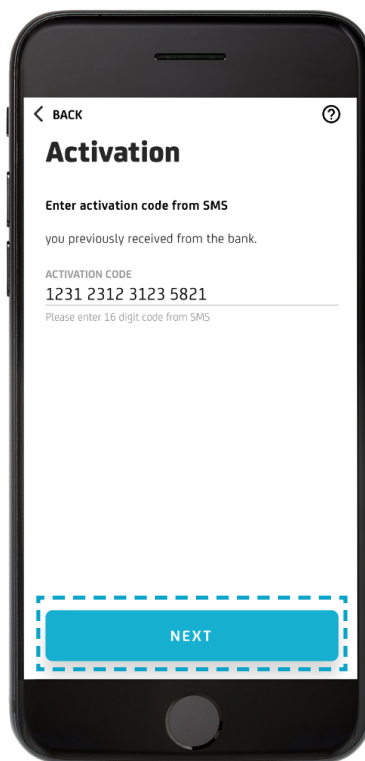 BACK
Activation
Enter activation code from SMS
you previously received from the bank.
ACTIVATION CODE
1231 2312 3123 5821
Please enter 16 digit code from SMS
NEXT